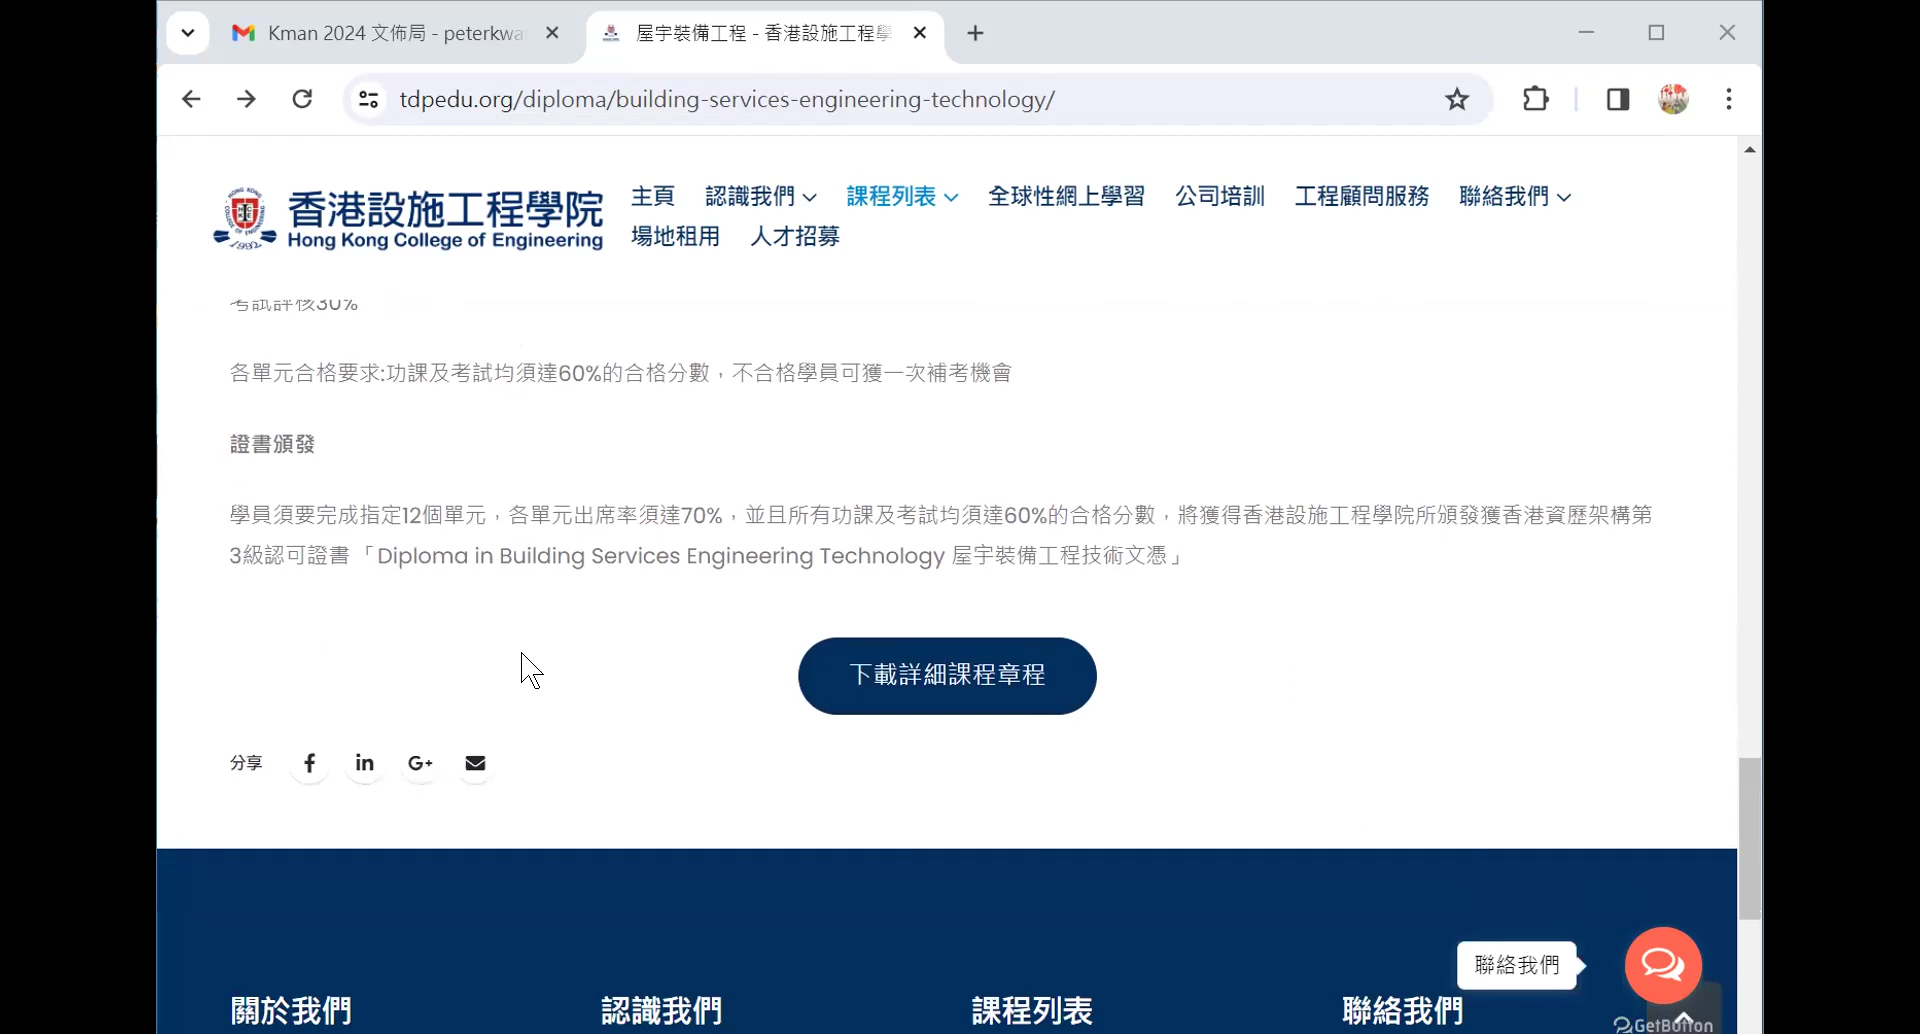 Kman 2024 文佈局 - peterkwa
屋宇裝備工程 - 香港設施工程學
tdpedu.org/diploma/building-services-engineering-technology/
香港設施工程學院
Hong Kong College of Engineering
1992
主頁 認識我們 課程列表 全球性網上學習 公司培訓 工程顧問服務 聯絡我們
場地租用 人才招募
考試評核30%
各單元合格要求:功課及考試均須達60%的合格分數，不合格學員可獲一次補考機會
證書頒發
學員須要完成指定12個單元，各單元出席率須達70%，並且所有功課及考試均須達60%的合格分數，將獲得香港設施工程學院所頒發獲香港資歷架構第
3級認可證書「Diploma in Building Services Engineering Technology 屋宇裝備工程技術文憑」
下載詳細課程章程
分享 f in G+
聯絡我們
關於我們 認識我們 課程列表 聯絡我們
GetButton